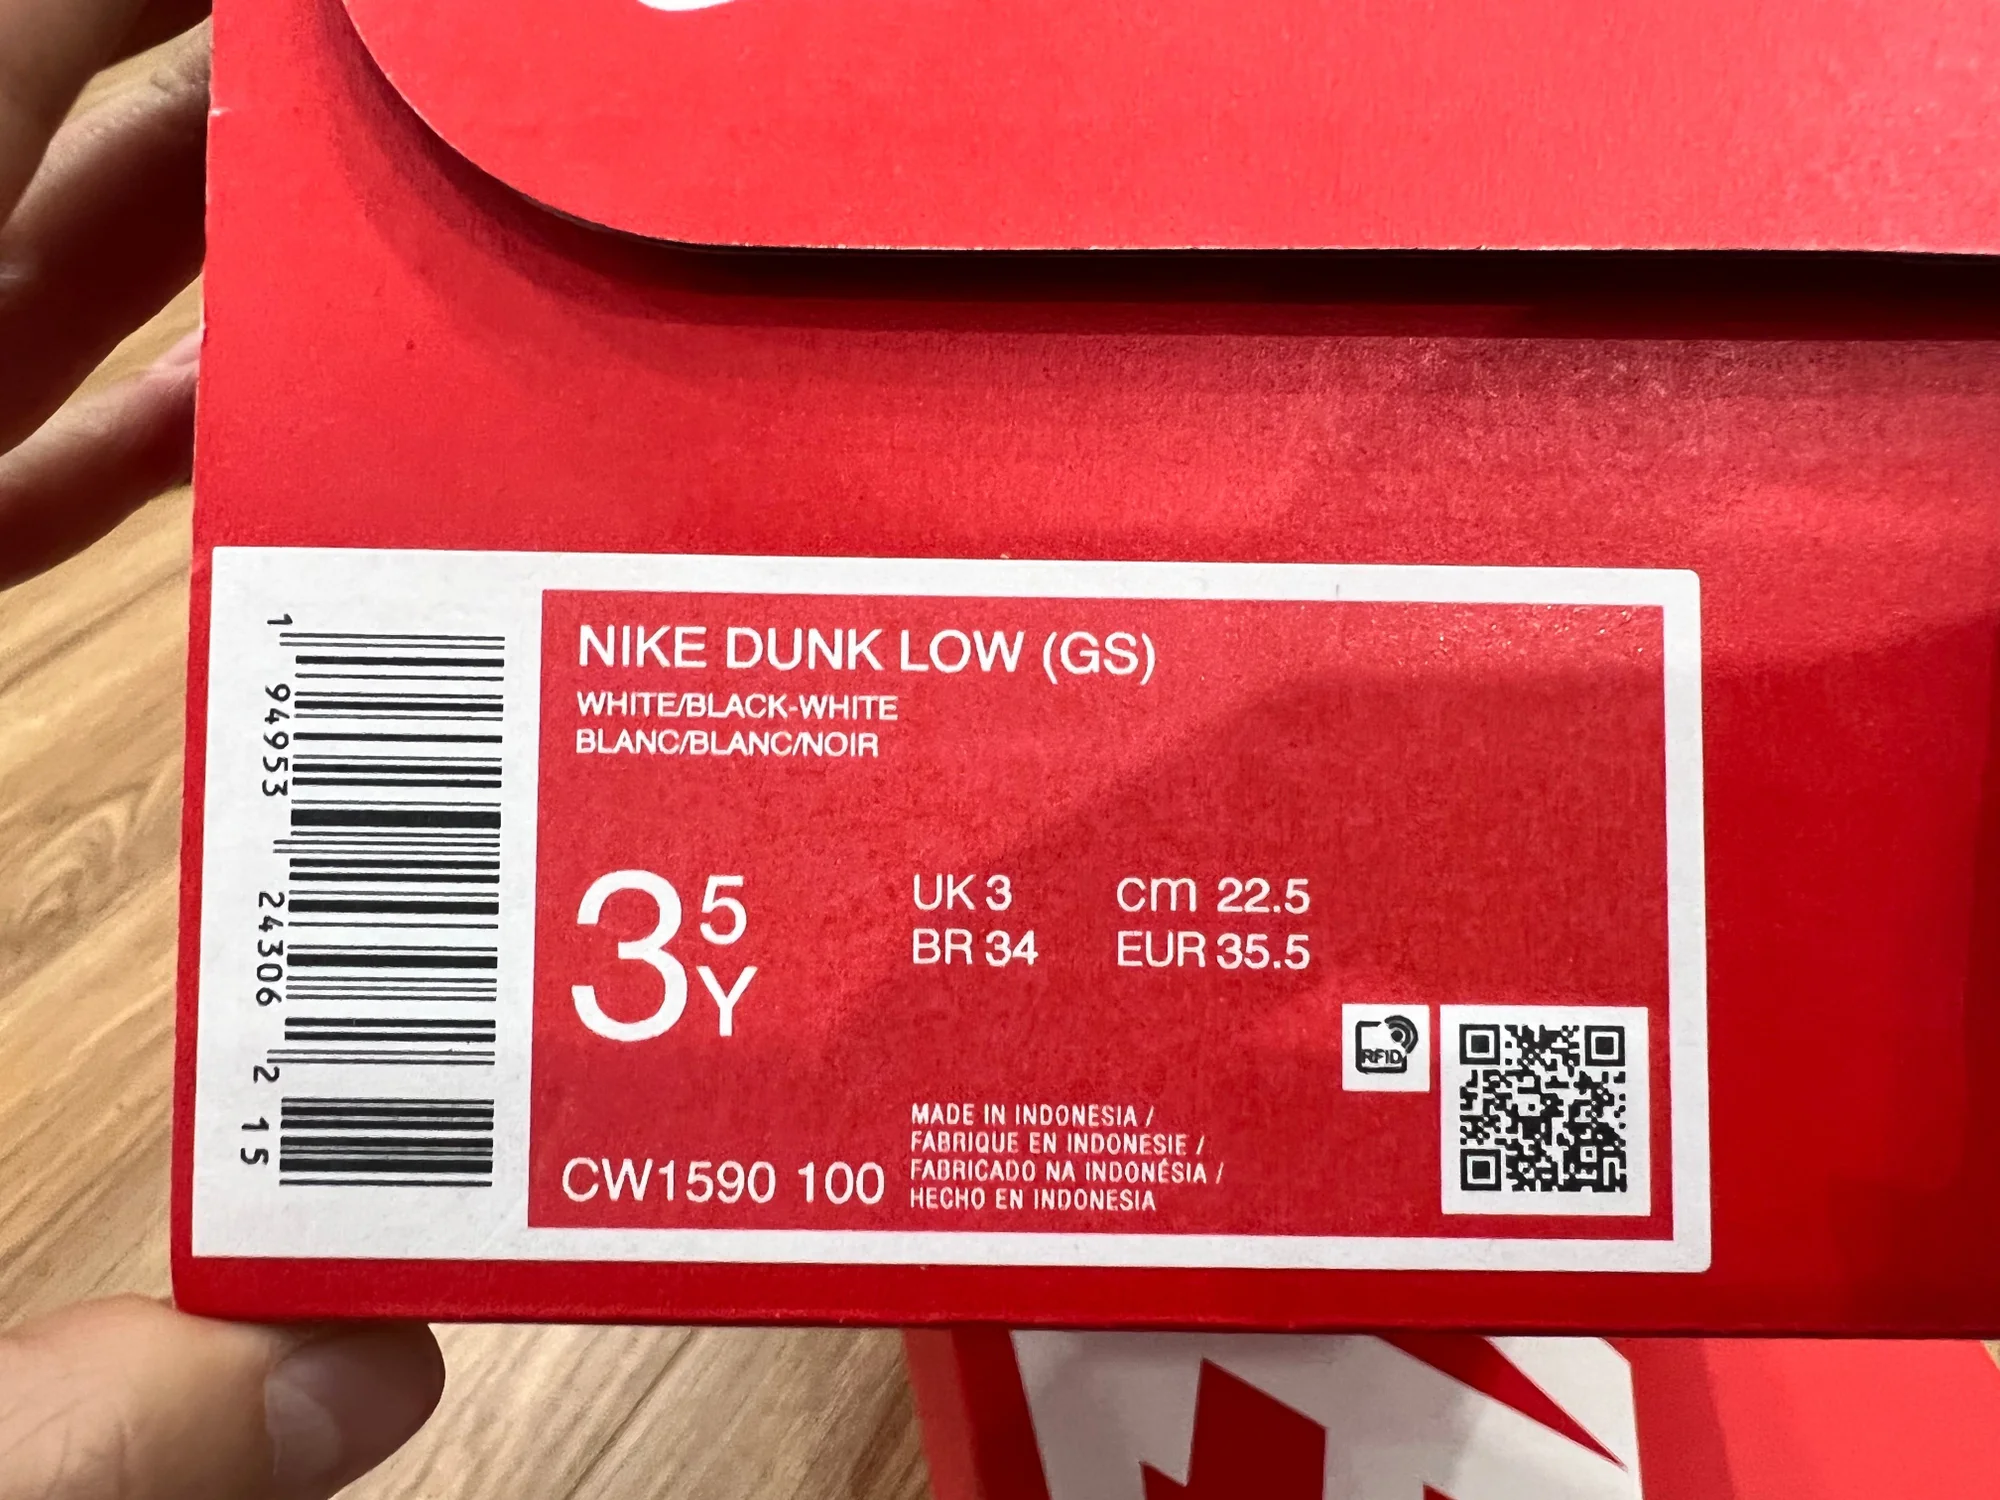 NIKE DUNK LOW (GS)
WHITE/BLACK-WHITE
BLANC/BLANC/NOIR
3 5 Y
UK 3 cm 22.5
BR 34 EUR 35.5
RFID
CW1590 100
MADE IN INDONESIA /
FABRIQUE EN INDONESIE /
FABRICADO NA INDONÉSIA /
HECHO EN INDONESIA
1 94953 24306 2 15